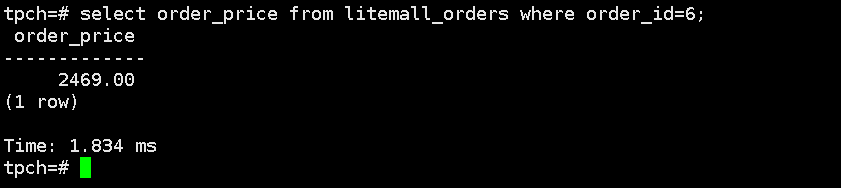 tpch=# select order_price from litemall_orders where order_id=6;
 order_price
-------------
     2469.00
(1 row)

Time: 1.834 ms
tpch=#